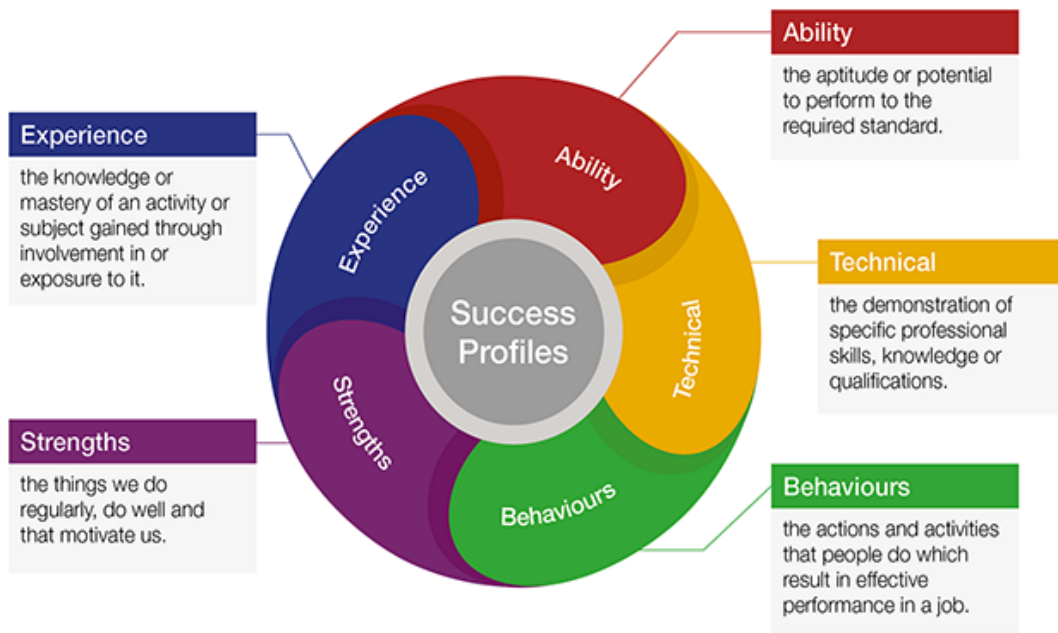 Ability
the aptitude or potential
to perform to the
required standard.
Experience
the knowledge or
mastery of an activity or
subject gained through
involvement in or
exposure to it.
Ability
Experience
Technical
the demonstration of
specific professional
skills, knowledge or
qualifications.
Success
Profiles
Technical
Strengths
Strengths
the things we do
regularly, do well and
that motivate us.
Behaviours
Behaviours
the actions and activities
that people do which
result in effective
performance in a job.